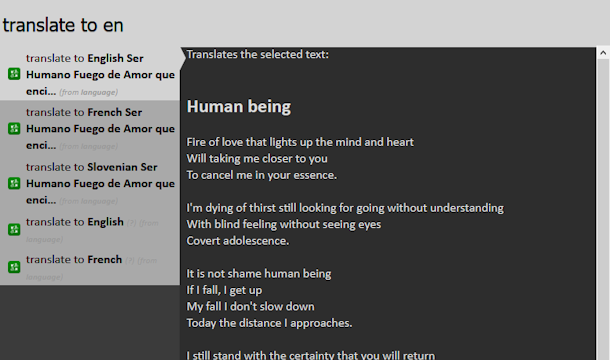 translate to en
translate to English Ser
Humano Fuego de Amor que
enci... (from language)
translate to French Ser
Humano Fuego de Amor que
enci... (from language)
translate to Slovenian Ser
Humano Fuego de Amor que
enci... (from language)
translate to English (?) (from
language)
translate to French (?) (from
language)
Translates the selected text:
Human being
Fire of love that lights up the mind and heart
Will taking me closer to you
To cancel me in your essence.
I'm dying of thirst still looking for going without understanding
With blind feeling without seeing eyes
Covert adolescence.
It is not shame human being
If I fall, I get up
My fall I don't slow down
Today the distance I approaches.
I still stand with the certainty that you will return